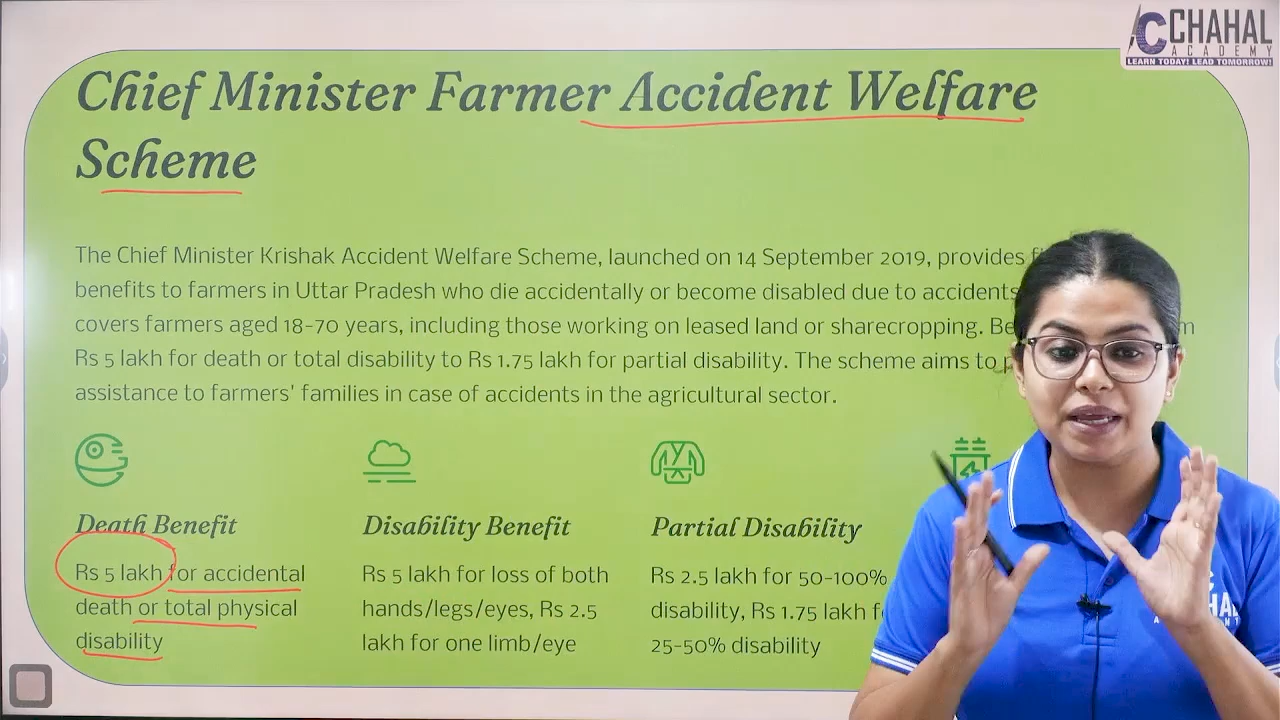 CHAHAL
ACADEMY
LEARN TODAY! LEAD TOMORROW!
Chief Minister Farmer Accident Welfare
Scheme
The Chief Minister Krishak Accident Welfare Scheme, launched on 14 September 2019, provides
benefits to farmers in Uttar Pradesh who die accidentally or become disabled due to accidents
covers farmers aged 18-70 years, including those working on leased land or sharecropping.
Rs 5 lakh for death or total disability to Rs 1.75 lakh for partial disability. The scheme aims to
assistance to farmers' families in case of accidents in the agricultural sector.
Death Benefit
Rs 5 lakh for accidental
death or total physical
disability
Disability Benefit
Rs 5 lakh for loss of both
hands/legs/eyes, Rs 2.5
lakh for one limb/eye
Partial Disability
Rs 2.5 lakh for 50-100%
disability, Rs 1.75 lakh
25-50% disability